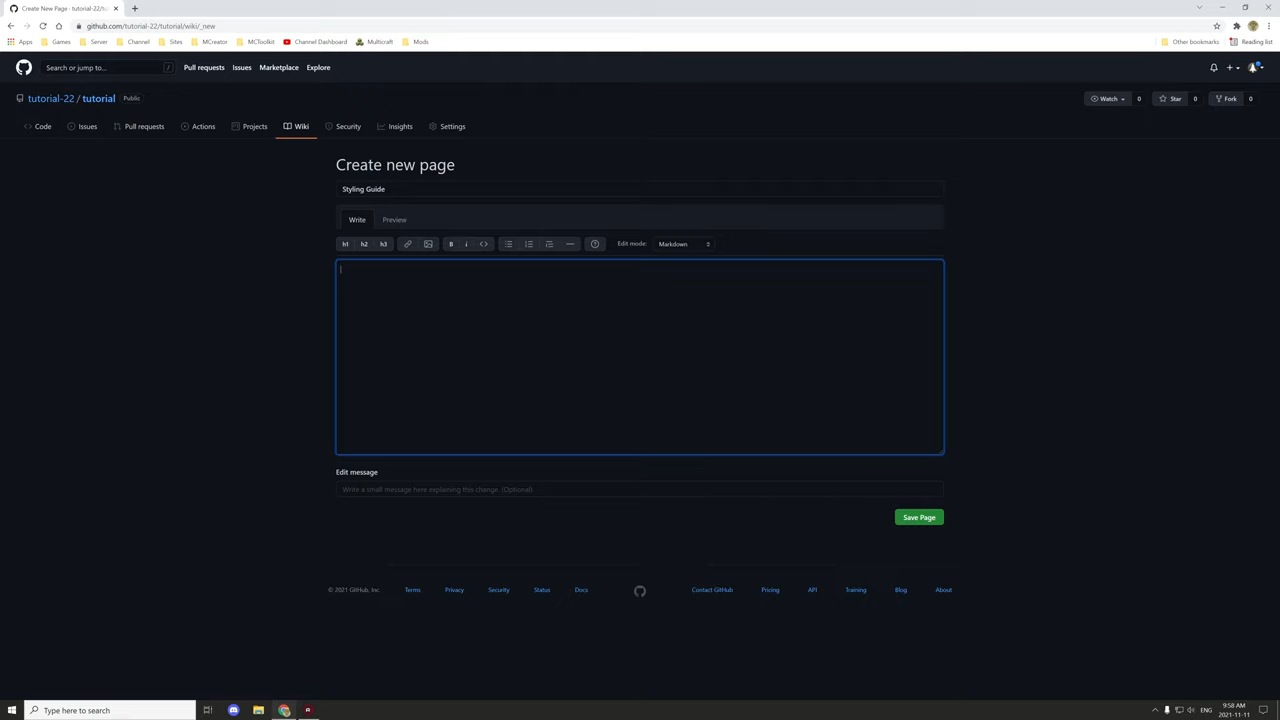 Create New Page · tutorial-22/tu
github.com/tutorial-22/tutorial/wiki/_new
Apps Games Server Channel Sites MCreator MCToolkit Channel Dashboard Multicraft Mods Other bookmarks Reading list
Search or jump to... / Pull requests Issues Marketplace Explore
tutorial-22 / tutorial Public Watch 0 Star 0 Fork 0
Code Issues Pull requests Actions Projects Wiki Security Insights Settings
Create new page
Styling Guide
Write Preview
h1 h2 h3 B i <> Edit mode: Markdown
Edit message
Write a small message here explaining this change. (Optional)
Save Page
© 2021 GitHub, Inc. Terms Privacy Security Status Docs Contact GitHub Pricing API Training Blog About
Type here to search ENG 9:58 AM
2021-11-11